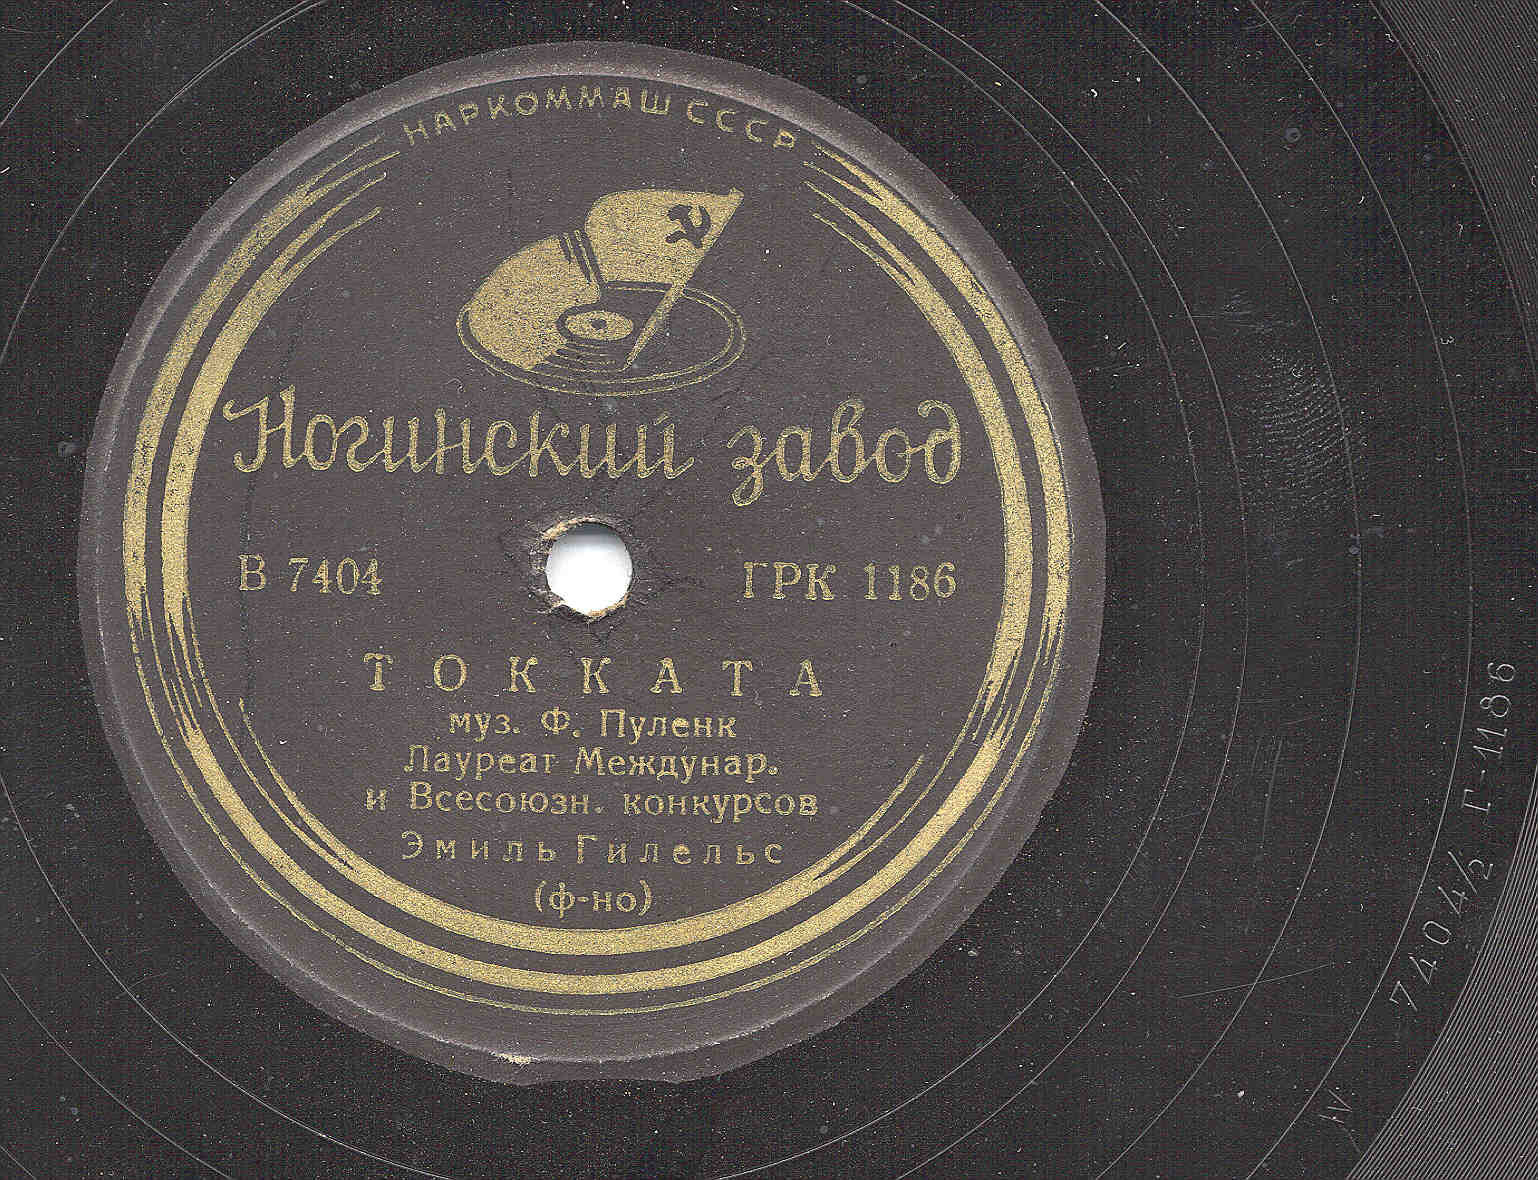 НАРКОММАШ СССР
Ногинский завод
В 7404 ГРК 1186
ТОККАТА
муз. Ф. Пуленк
Лауреат Междунар.
и Всесоюзн. конкурсов
Эмиль Гилельс
(ф-но)
7404/2 Г-1186
IV